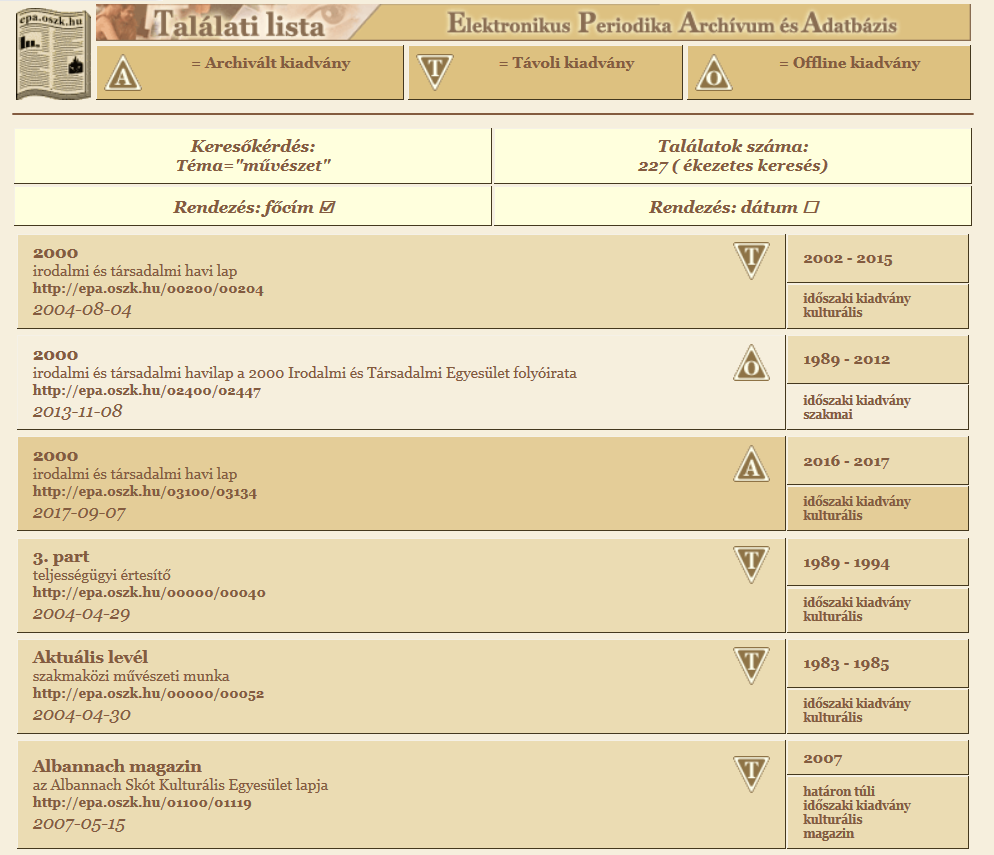 epa.oszk.hu
Találati lista
Elektronikus Periodika Archívum és Adatbázis
A = Archivált kiadvány
T = Távoli kiadvány
O = Offline kiadvány
Keresőkérdés:
Téma="művészet"
Találatok száma:
227 ( ékezetes keresés)
Rendezés: főcím ☑
Rendezés: dátum ☐
2000
irodalmi és társadalmi havi lap
http://epa.oszk.hu/00200/00204
2004-08-04
T
2002 - 2015
időszaki kiadvány
kulturális
2000
irodalmi és társadalmi havilap a 2000 Irodalmi és Társadalmi Egyesület folyóirata
http://epa.oszk.hu/02400/02447
2013-11-08
O
1989 - 2012
időszaki kiadvány
szakmai
2000
irodalmi és társadalmi havi lap
http://epa.oszk.hu/03100/03134
2017-09-07
A
2016 - 2017
időszaki kiadvány
kulturális
3. part
teljességügyi értesítő
http://epa.oszk.hu/00000/00040
2004-04-29
T
1989 - 1994
időszaki kiadvány
kulturális
Aktuális levél
szakmaközi művészeti munka
http://epa.oszk.hu/00000/00052
2004-04-30
T
1983 - 1985
időszaki kiadvány
kulturális
Albannach magazin
az Albannach Skót Kulturális Egyesület lapja
http://epa.oszk.hu/01100/01119
2007-05-15
T
2007
határon túli
időszaki kiadvány
kulturális
magazin